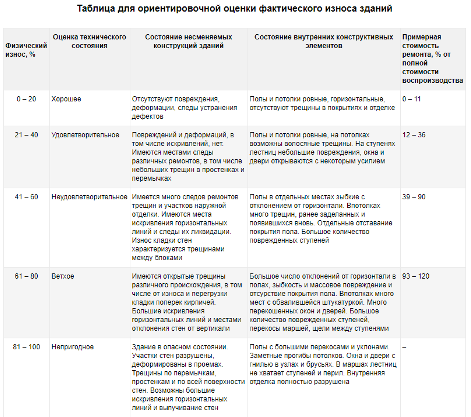 Таблица для ориентировочной оценки фактического износа зданий
Физический износ, %
Оценка технического состояния
Состояние несменяемых конструкций зданий
Состояние внутренних конструктивных элементов
Примерная стоимость ремонта, % от полной стоимости воспроизводства
0 – 20
Хорошее
Отсутствуют повреждения,
деформации, следы устранения
дефектов
Полы и потолки ровные, горизонтальные,
отсутствуют трещины в покрытиях и отделке
0 – 11
21 – 40
Удовлетворительное
Повреждений и деформаций, в
том числе искривлений, нет.
Имеются местами следы
различных ремонтов, в том числе
небольших трещин в простенках и
перемычках
Полы и потолки ровные, на потолках
возможны волосяные трещины. На ступенях
лестниц небольшие повреждения, окна и
двери открываются с некоторым усилием
12 – 36
41 – 60
Неудовлетворительное
Имеется много следов ремонтов
трещин и участков наружной
отделки. Имеются места
искривления горизонтальных
линий и следы их ликвидации.
Износ кладки стен
характеризуется трещинами
между блоками
Полы в отдельных местах зыбкие с
отклонением от горизонтали. Впотолках
много трещин, ранее заделанных и
появившихся вновь. Отдельные отставание
покрытия пола. Большое количество
поврежденных ступеней
39 – 90
61 – 80
Ветхое
Имеются открытые трещины
различного происхождения, в том
числе от износа и перегрузки
кладки поперек кирпичей.
Большие искривления
горизонтальных линий и местами
отклонения стен от вертикали
Большое число отклонений от горизонтали в
полах, зыбкость и массовое повреждение и
отсутствие покрытия пола. Впотолках много
мест с обвалившейся штукатуркой. Много
перекошенных окон и дверей. Большое
количество поврежденных ступеней,
перекосы маршей, щели между ступенями
93 – 120
81 – 100
Непригодное
Здание в опасном состоянии.
Участки стен разрушены,
деформированы в проемах.
Трещины по перемычкам,
простенкам и по всей поверхности
стен. Возможны большие
искривления горизонтальных
линий и выпучивание стен
Полы с большими перекосами и уклонами.
Заметные прогибы потолков. Окна и двери с
гнилью в узлах и брусьях. В маршах лестниц
не хватает ступеней и перил. Внутренняя
отделка полностью разрушена
–